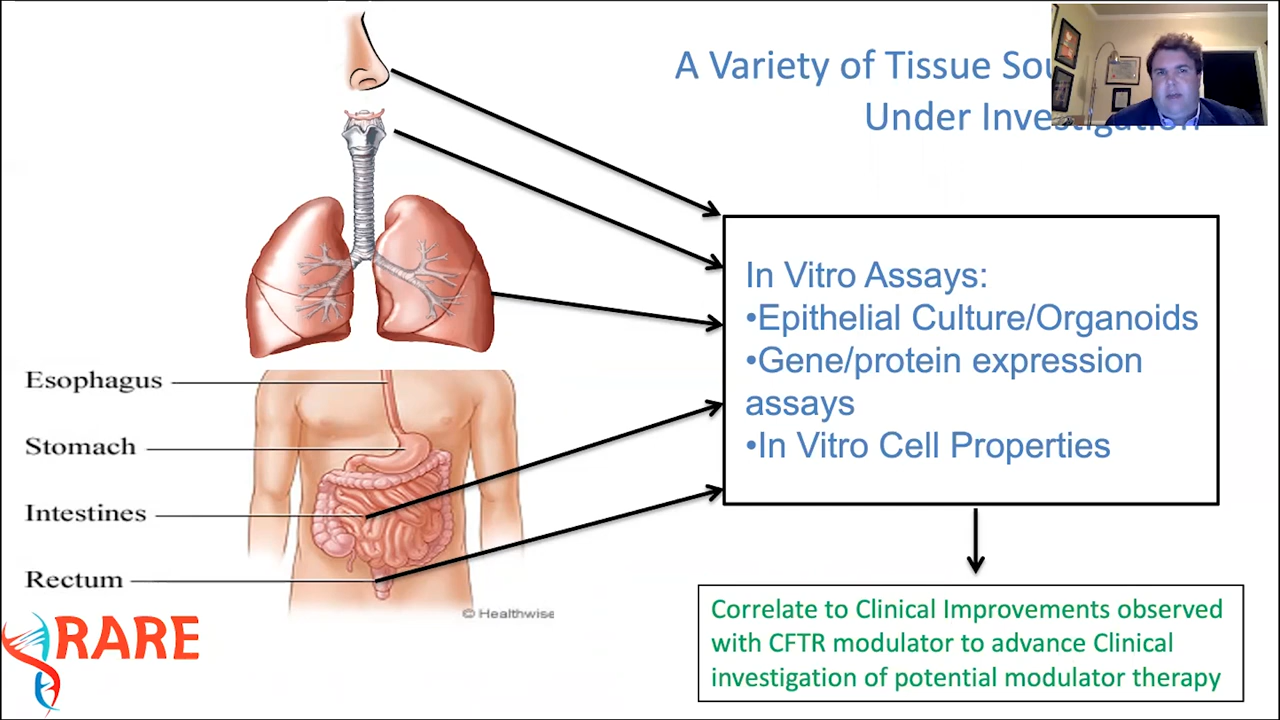 A Variety of Tissue
Under
In Vitro Assays:
•Epithelial Culture/Organoids
•Gene/protein expression
assays
•In Vitro Cell Properties
Esophagus
Stomach
Intestines
Rectum
© Healthwise
RARE
Correlate to Clinical Improvements observed
with CFTR modulator to advance Clinical
investigation of potential modulator therapy